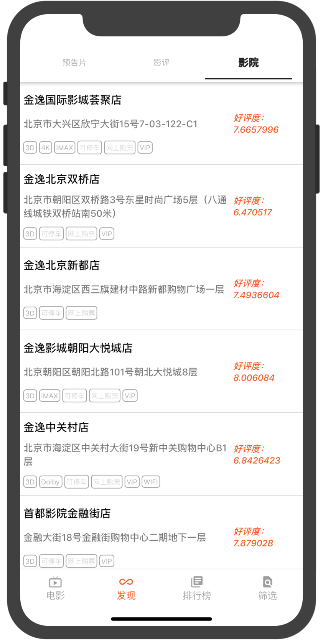 预告片
影评
影院
金逸国际影城荟聚店
北京市大兴区欣宁大街15号7-03-122-C1
好评度：
7.6657996
3D 4K IMAX 可停车 网上购票 VIP
金逸北京双桥店
北京市朝阳区双桥路3号东星时尚广场5层（八通
线城铁双桥站南50米）
好评度：
6.470517
3D 可停车 网上购票 VIP
金逸北京新都店
北京市海淀区西三旗建材中路新都购物广场一层
好评度：
7.4936604
3D 可停车 网上购票
金逸影城朝阳大悦城店
北京朝阳区朝阳北路101号朝北大悦城8层
好评度：
8.006084
3D IMAX 可停车 网上购票 VIP
金逸中关村店
北京市海淀区中关村大街19号新中关购物中心B1
层
好评度：
6.8426423
3D Dolby 可停车 网上购票 VIP WIFI
首都影院金融街店
金融大街18号金融街购物中心二期地下一层
好评度：
7.879028
3D 可停车 网上购票 VIP
电影
发现
排行榜
筛选